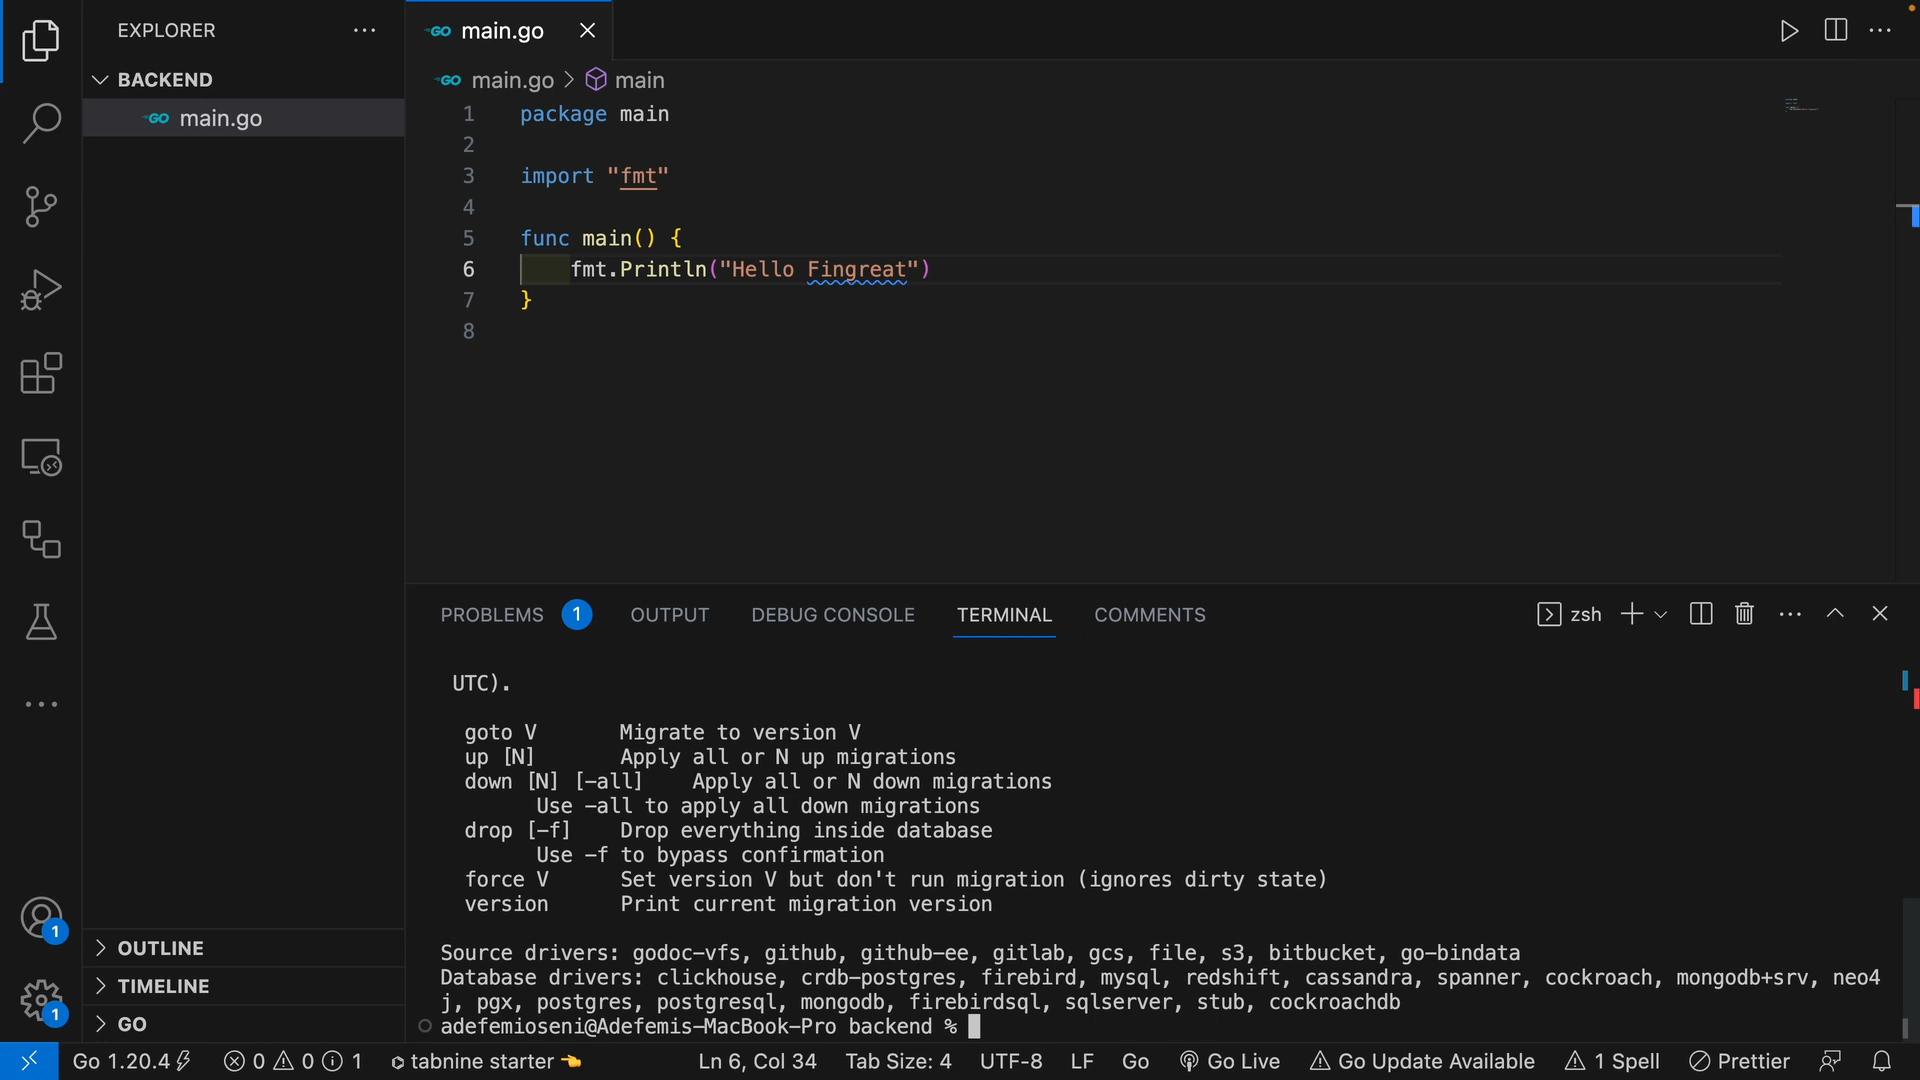 EXPLORER
BACKEND
main.go
main.go
main.go > main
1 package main
2
3 import "fmt"
4
5 func main() {
6 fmt.Println("Hello Fingreat")
7 }
8
PROBLEMS 1 OUTPUT DEBUG CONSOLE TERMINAL COMMENTS zsh
UTC).
goto V Migrate to version V
up [N] Apply all or N up migrations
down [N] [-all] Apply all or N down migrations
Use -all to apply all down migrations
drop [-f] Drop everything inside database
Use -f to bypass confirmation
force V Set version V but don't run migration (ignores dirty state)
version Print current migration version
Source drivers: godoc-vfs, github, github-ee, gitlab, gcs, file, s3, bitbucket, go-bindata
Database drivers: clickhouse, crdb-postgres, firebird, mysql, redshift, cassandra, spanner, cockroach, mongodb+srv, neo4
j, pgx, postgres, postgresql, mongodb, firebirdsql, sqlserver, stub, cockroachdb
adefemioseni@Adefemis-MacBook-Pro backend %
1
1
OUTLINE
TIMELINE
GO
Go 1.20.4 0 0 1 tabnine starter Ln 6, Col 34 Tab Size: 4 UTF-8 LF Go Go Live Go Update Available 1 Spell Prettier